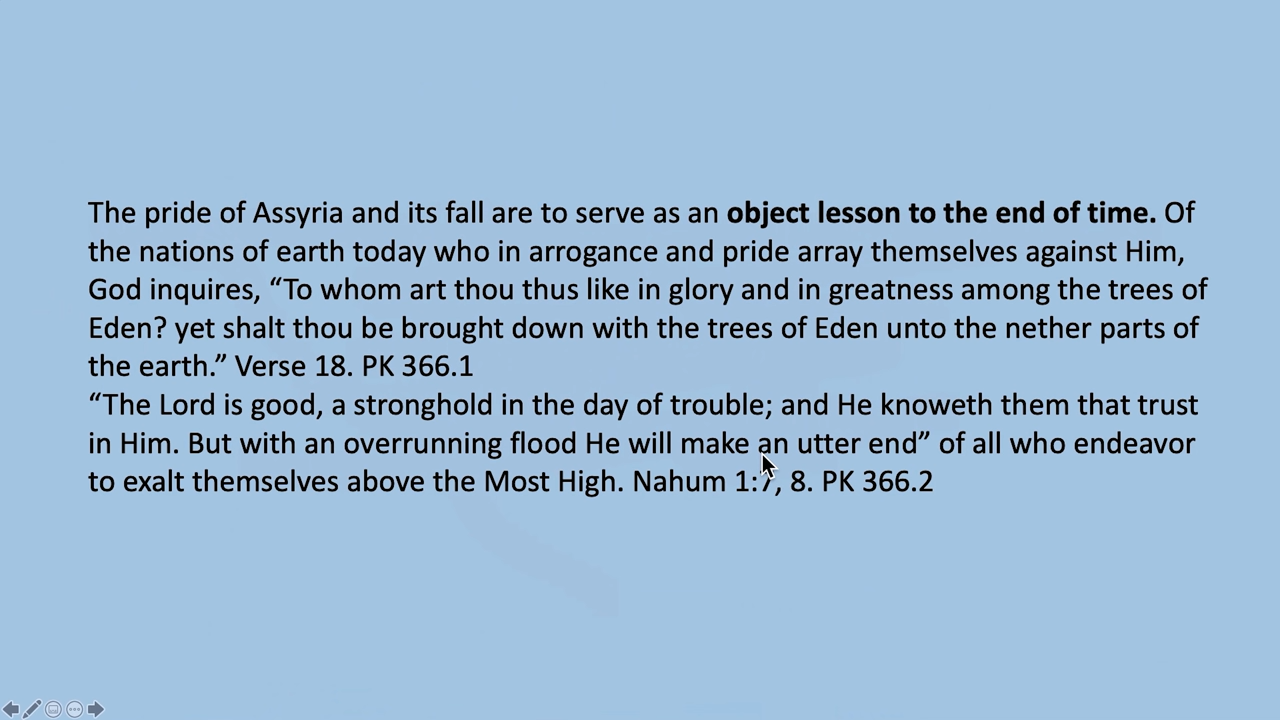 The pride of Assyria and its fall are to serve as an object lesson to the end of time. Of
the nations of earth today who in arrogance and pride array themselves against Him,
God inquires, “To whom art thou thus like in glory and in greatness among the trees of
Eden? yet shalt thou be brought down with the trees of Eden unto the nether parts of
the earth.” Verse 18. PK 366.1
“The Lord is good, a stronghold in the day of trouble; and He knoweth them that trust
in Him. But with an overrunning flood He will make an utter end” of all who endeavor
to exalt themselves above the Most High. Nahum 1:7, 8. PK 366.2